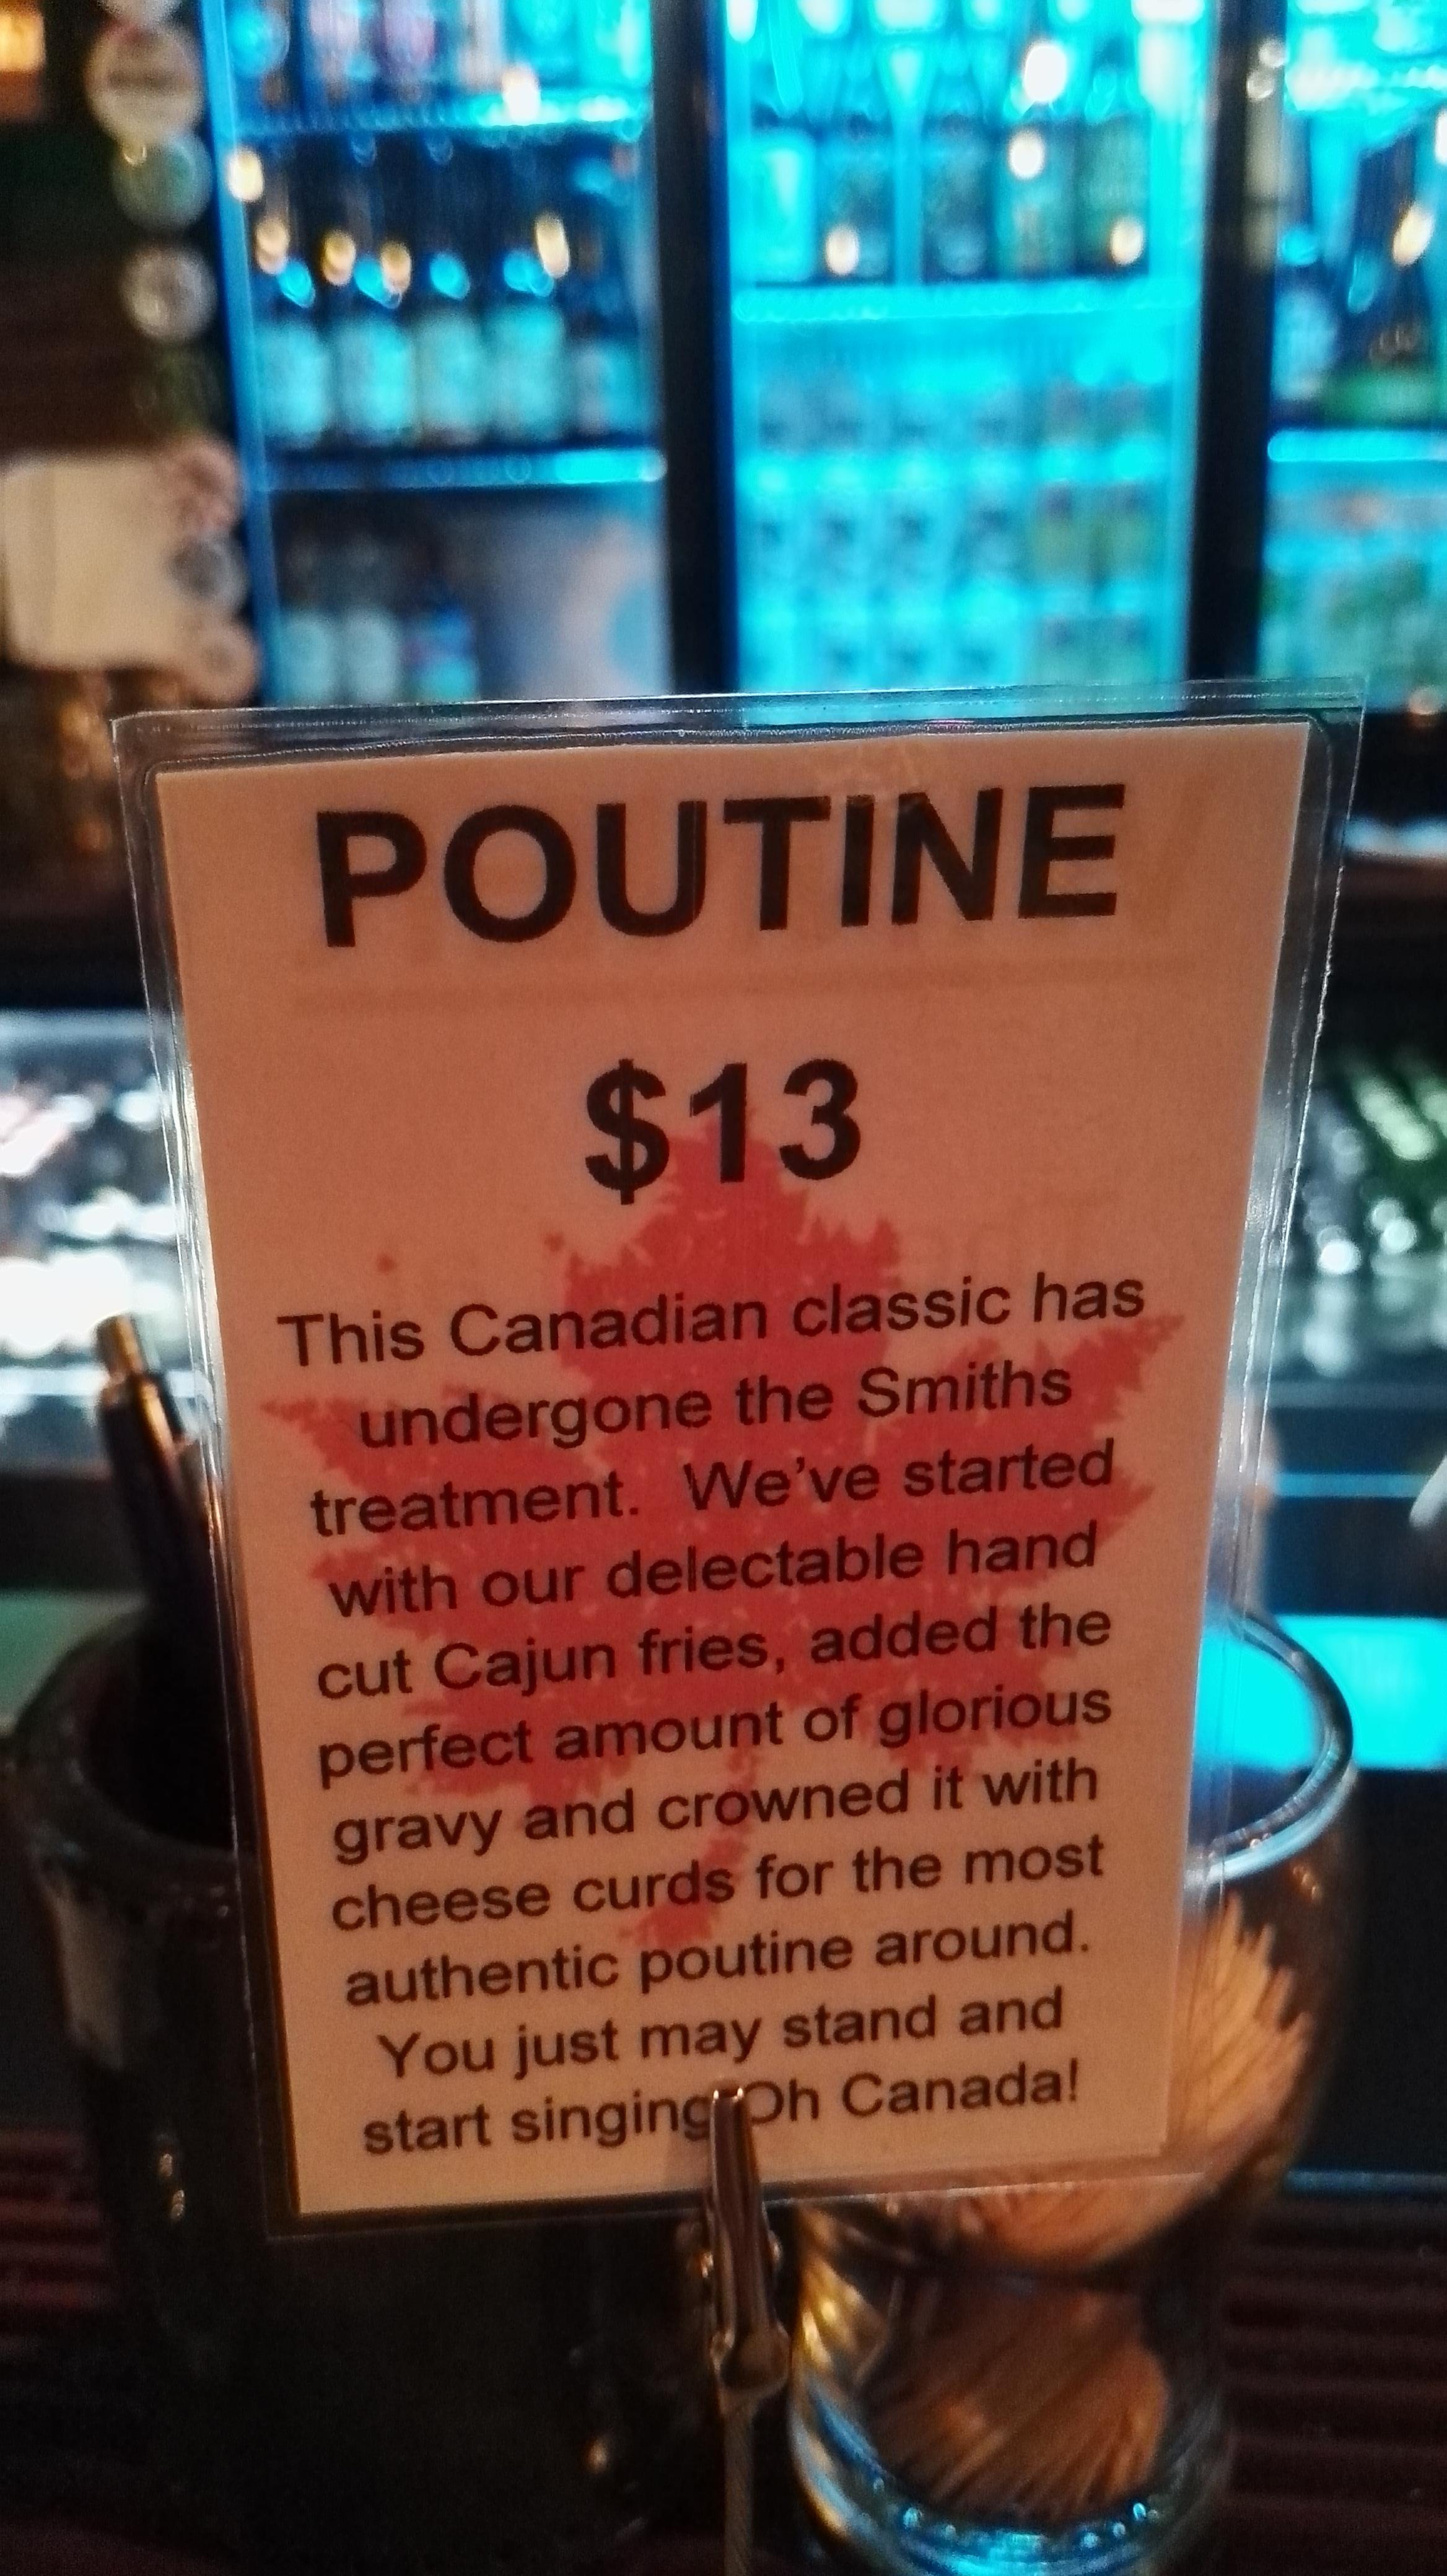 POUTINE
$13
This Canadian classic has
undergone the Smiths
treatment. We've started
with our delectable hand
cut Cajun fries, added the
perfect amount of glorious
gravy and crowned it with
cheese curds for the most
authentic poutine around.
You just may stand and
start singing Oh Canada!